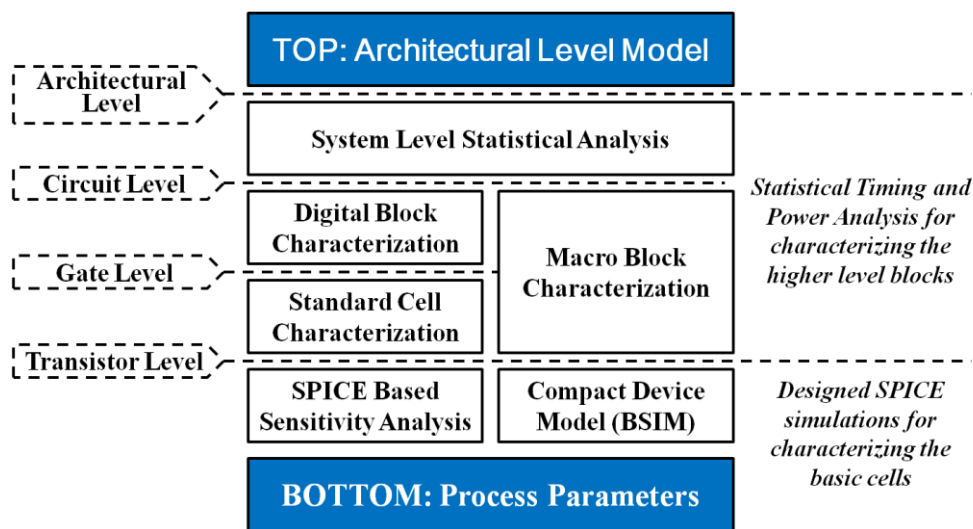 TOP: Architectural Level Model
Architectural
Level
System Level Statistical Analysis
Circuit Level
Digital Block
Characterization
Macro Block
Characterization
Statistical Timing and
Power Analysis for
characterizing the
higher level blocks
Gate Level
Standard Cell
Characterization
Transistor Level
SPICE Based
Sensitivity Analysis
Compact Device
Model (BSIM)
Designed SPICE
simulations for
characterizing the
basic cells
BOTTOM: Process Parameters